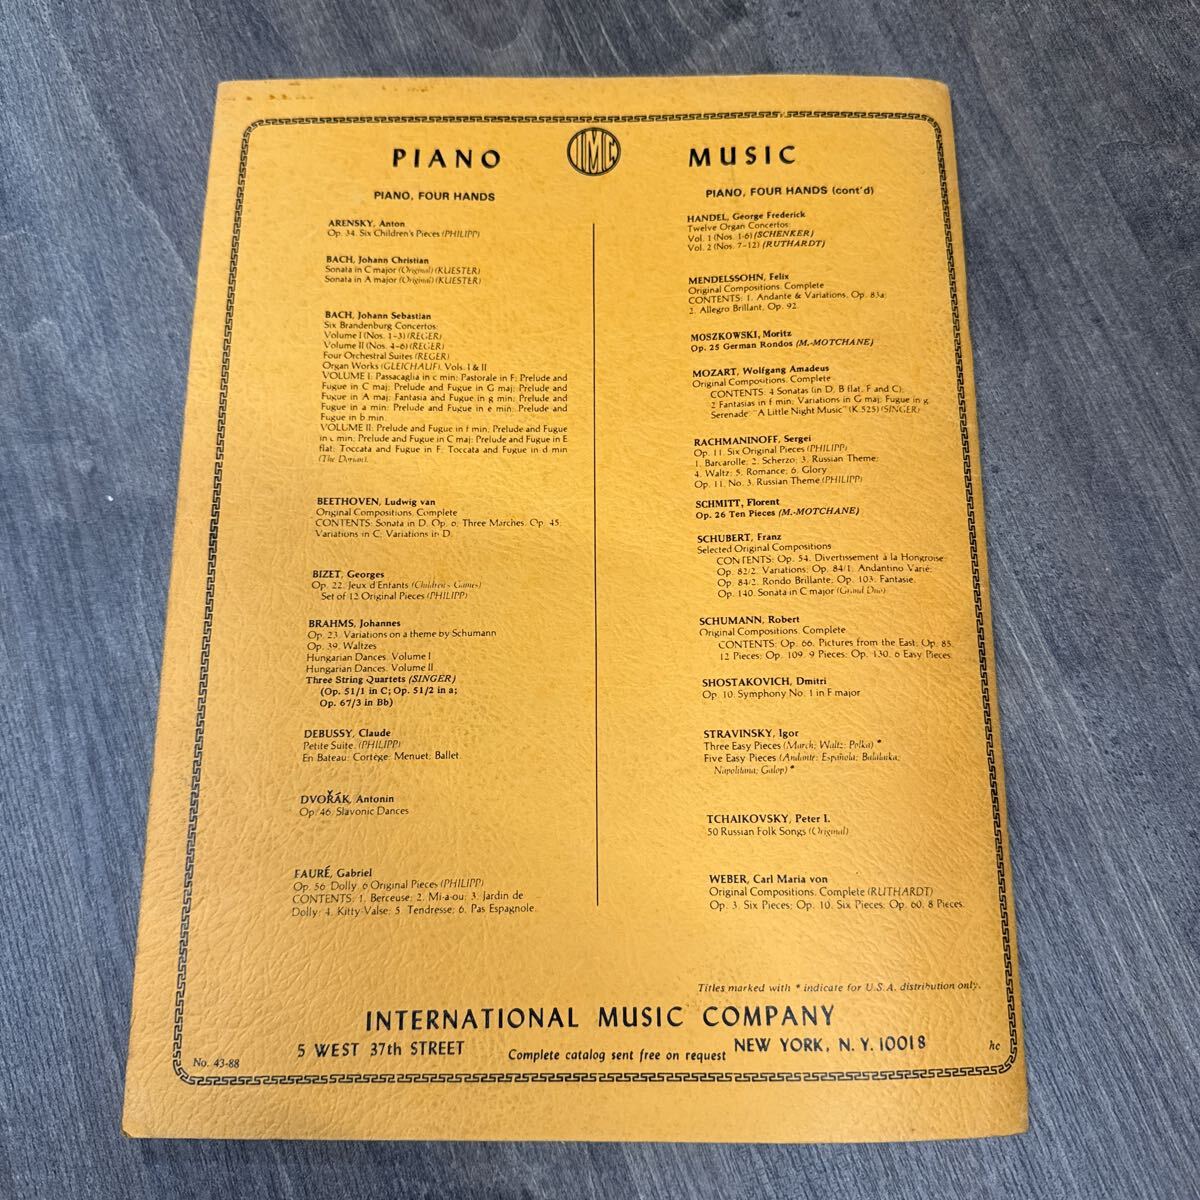 PIANO IMC MUSIC
PIANO, FOUR HANDS
ARENSKY, Anton
Op. 34. Six Children's Pieces (PHILIPP)
BACH, Johann Christian
Sonata in C major (Original) (KUESTER)
Sonata in A major (Original) (KUESTER)
BACH, Johann Sebastian
Six Brandenburg Concertos:
Volume I (Nos. 1-3) (REGER)
Volume II (Nos. 4-6) (REGER)
Four Orchestral Suites (REGER)
Organ Works (GLEICHAUF). Vols. I & II
VOLUME I: Passacaglia in c min; Pastorale in F; Prelude and
Fugue in C maj; Prelude and Fugue in G maj; Prelude and
Fugue in A maj; Fantasia and Fugue in g min; Prelude and
Fugue in a min; Prelude and Fugue in e min; Prelude and
Fugue in b min.
VOLUME II: Prelude and Fugue in f min; Prelude and Fugue
in c min; Prelude and Fugue in C maj; Prelude and Fugue in E
flat; Toccata and Fugue in F; Toccata and Fugue in d min
(The Dorian).
BEETHOVEN, Ludwig van
Original Compositions. Complete
CONTENTS: Sonata in D, Op. 6; Three Marches, Op. 45;
Variations in C; Variations in D.
BIZET, Georges
Op. 22. Jeux d'Enfants (Children's Games)
Set of 12 Original Pieces (PHILIPP)
BRAHMS, Johannes
Op. 23. Variations on a theme by Schumann
Op. 39. Waltzes
Hungarian Dances. Volume I
Hungarian Dances. Volume II
Three String Quartets (SINGER)
(Op. 51/1 in C; Op. 51/2 in a;
Op. 67/3 in Bb)
DEBUSSY, Claude
Petite Suite. (PHILIPP)
En Bateau; Cortège; Menuet; Ballet.
DVOŘÁK, Antonin
Op. 46. Slavonic Dances
FAURÉ, Gabriel
Op. 56. Dolly. 6 Original Pieces (PHILIPP)
CONTENTS: 1. Berceuse; 2. Mi-a-ou; 3. Jardin de
Dolly; 4. Kitty-Valse; 5. Tendresse; 6. Pas Espagnole.
PIANO, FOUR HANDS (cont'd)
HANDEL, George Frederick
Twelve Organ Concertos:
Vol. 1 (Nos. 1-6) (SCHENKER)
Vol. 2 (Nos. 7-12) (RUTHARDT)
MENDELSSOHN, Felix
Original Compositions. Complete
CONTENTS: 1. Andante & Variations, Op. 83a;
2. Allegro Brillant, Op. 92.
MOSZKOWSKI, Moritz
Op. 25 German Rondos (M.-MOTCHANE)
MOZART, Wolfgang Amadeus
Original Compositions. Complete
CONTENTS: 4 Sonatas (in D, B flat, F and C);
2 Fantasias in f min; Variations in G maj; Fugue in g.
Serenade: "A Little Night Music" (K.525) (SINGER)
RACHMANINOFF, Sergei
Op. 11. Six Original Pieces (PHILIPP)
1. Barcarolle; 2. Scherzo; 3. Russian Theme;
4. Waltz; 5. Romance; 6. Glory
Op. 11, No. 3. Russian Theme (PHILIPP)
SCHMITT, Florent
Op. 26 Ten Pieces (M.-MOTCHANE)
SCHUBERT, Franz
Selected Original Compositions
CONTENTS: Op. 54. Divertissement à la Hongroise;
Op. 82/2. Variations; Op. 84/1. Andantino Varié;
Op. 84/2. Rondo Brillante; Op. 103. Fantasie.
Op. 140. Sonata in C major (Grand Duo)
SCHUMANN, Robert
Original Compositions. Complete
CONTENTS: Op. 66. Pictures from the East; Op. 85.
12 Pieces; Op. 109. 9 Pieces; Op. 130. 6 Easy Pieces.
SHOSTAKOVICH, Dmitri
Op. 10. Symphony No. 1 in F major
STRAVINSKY, Igor
Three Easy Pieces (March; Waltz; Polka) *
Five Easy Pieces (Andante; Española; Balalaika;
Napolitana; Galop) *
TCHAIKOVSKY, Peter I.
50 Russian Folk Songs (Original)
WEBER, Carl Maria von
Original Compositions. Complete (RUTHARDT)
Op. 3. Six Pieces; Op. 10. Six Pieces; Op. 60. 8 Pieces.
Titles marked with * indicate for U.S.A. distribution only.
INTERNATIONAL MUSIC COMPANY
5 WEST 37th STREET Complete catalog sent free on request NEW YORK, N.Y. 10018
No. 43-88 hc